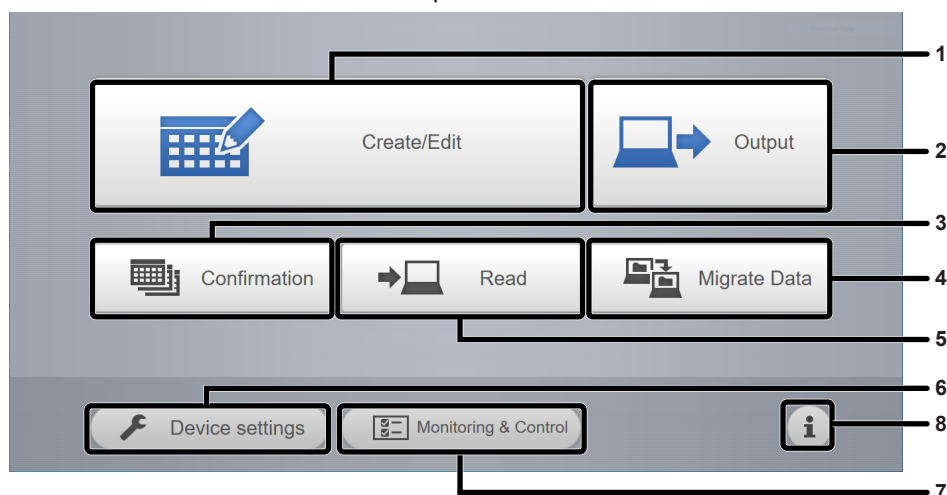 1
Create/Edit
Output
2
3
Confirmation
Read
Migrate Data
4
5
6
Device settings
Monitoring & Control
i
8
7